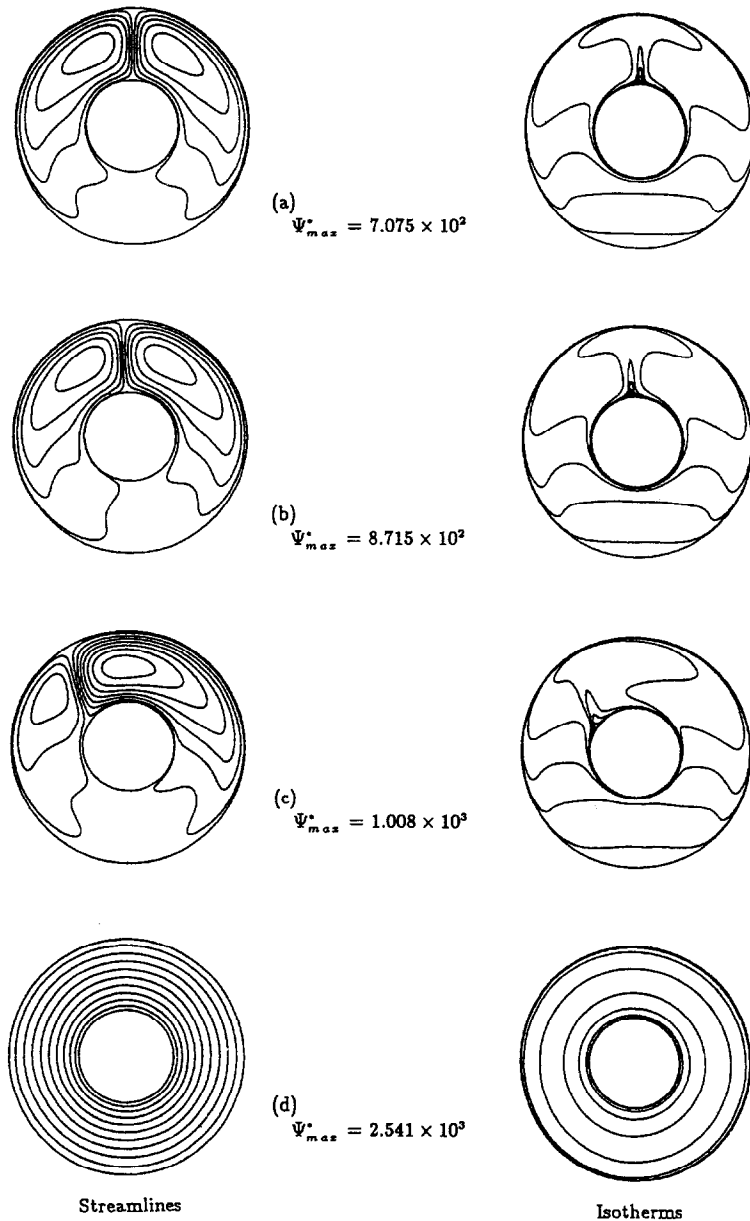 (a)
Ψ*max = 7.075 × 10²
(b)
Ψ*max = 8.715 × 10²
(c)
Ψ*max = 1.008 × 10³
(d)
Ψ*max = 2.541 × 10³
Streamlines
Isotherms